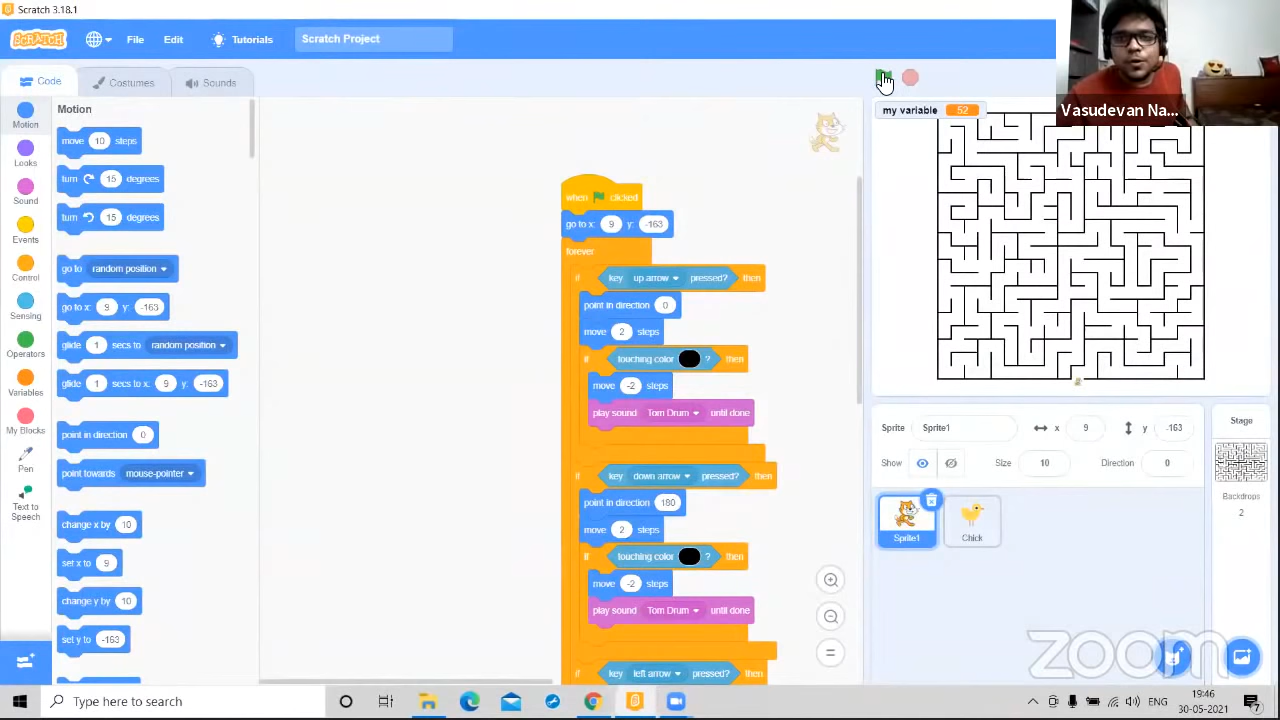 Scratch 3.18.1
SCRATCH
File
Edit
Tutorials
Scratch Project
Code
Costumes
Sounds
Vasudevan Na...
Motion
Looks
Sound
Events
Control
Sensing
Operators
Variables
My Blocks
Pen
Text to
Speech
Motion
move 10 steps
turn 15 degrees
turn 15 degrees
go to random position
go to x: 9 y: -163
glide 1 secs to random position
glide 1 secs to x: 9 y: -163
point in direction 0
point towards mouse-pointer
change x by 10
set x to 9
change y by 10
set y to -163
when clicked
go to x: 9 y: -163
forever
if key up arrow pressed? then
point in direction 0
move 2 steps
if touching color ? then
move -2 steps
play sound Tom Drum until done
if key down arrow pressed? then
point in direction 180
move 2 steps
if touching color ? then
move -2 steps
play sound Tom Drum until done
if key left arrow pressed? then
my variable 52
Sprite Sprite1 x 9 y -163
Show Size 10 Direction 0
Sprite1
Chick
Stage
Backdrops
2
zoom
Type here to search
ENG
19:46
30-05-2021
7